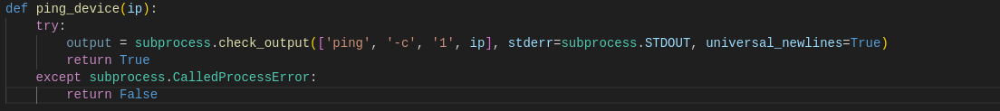 def ping_device(ip):
    try:
        output = subprocess.check_output(['ping', '-c', '1', ip], stderr=subprocess.STDOUT, universal_newlines=True)
        return True
    except subprocess.CalledProcessError:
        return False